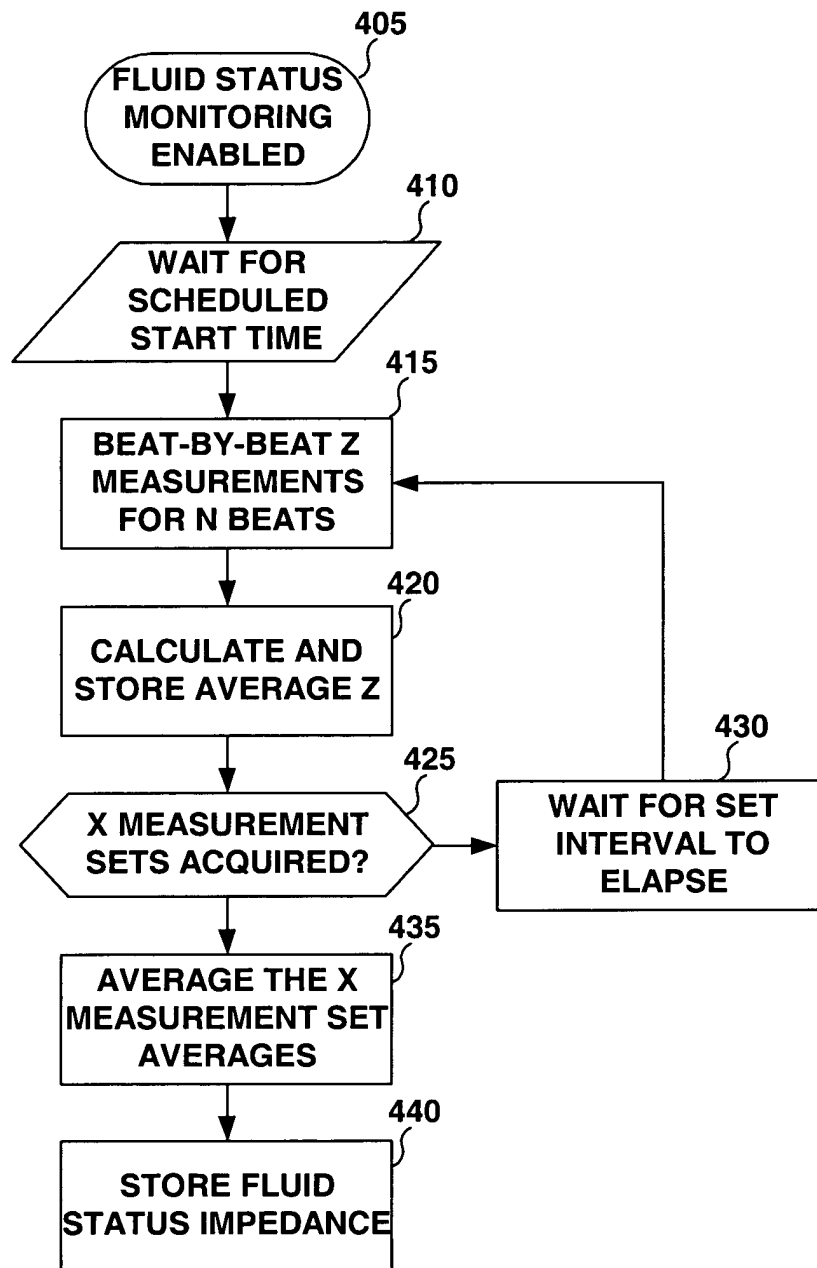 405
FLUID STATUS
MONITORING
ENABLED
410
WAIT FOR
SCHEDULED
START TIME
415
BEAT-BY-BEAT Z
MEASUREMENTS
FOR N BEATS
420
CALCULATE AND
STORE AVERAGE Z
425
X MEASUREMENT
SETS ACQUIRED?
430
WAIT FOR SET
INTERVAL TO
ELAPSE
435
AVERAGE THE X
MEASUREMENT SET
AVERAGES
440
STORE FLUID
STATUS IMPEDANCE